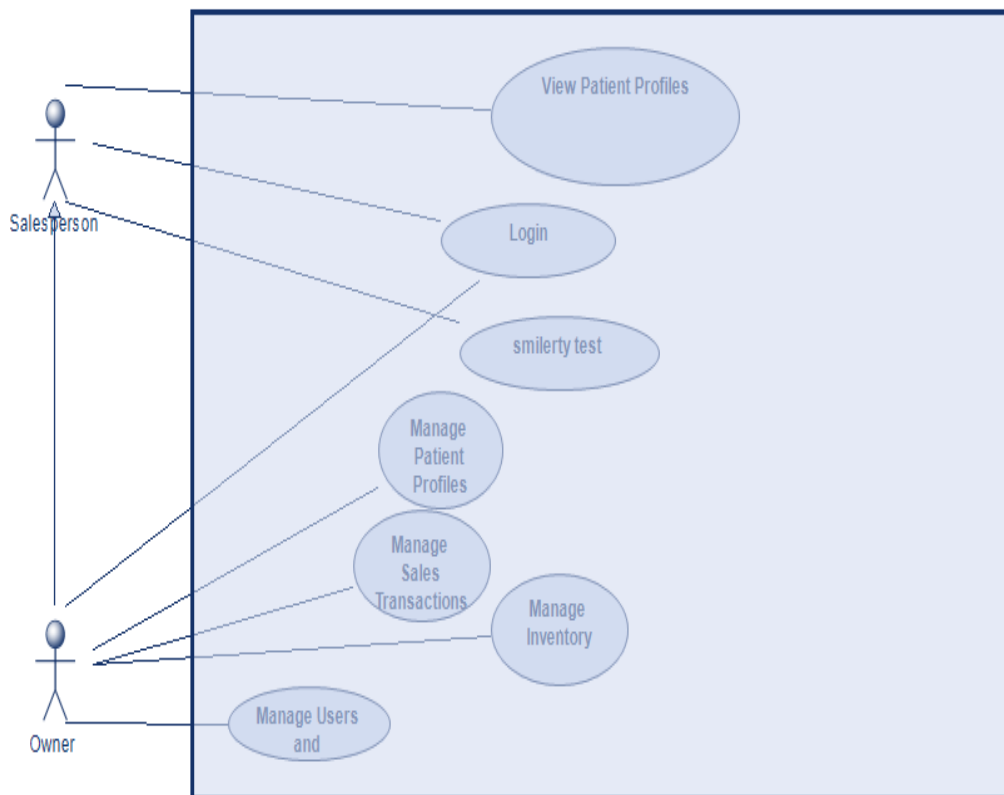 View Patient Profiles
Salesperson
Login
smilerty test
Manage
Patient
Profiles
Manage
Sales
Transactions
Manage
Inventory
Manage Users
and
Owner